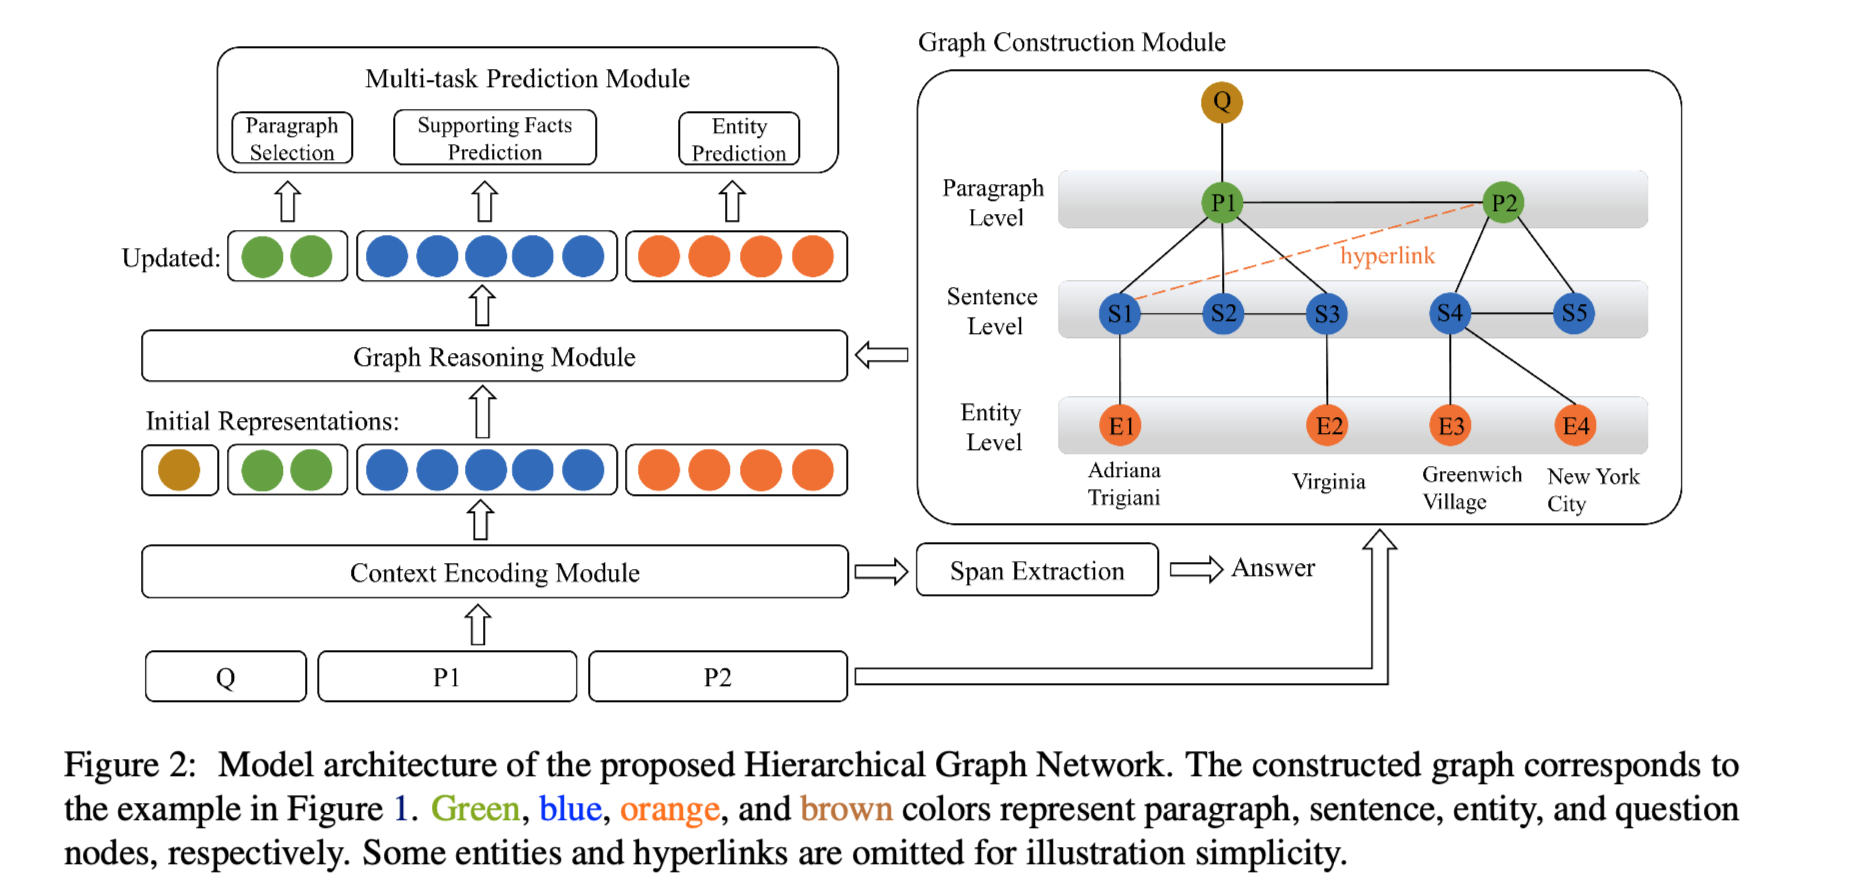 Graph Construction Module
Multi-task Prediction Module
Paragraph
Selection
Supporting Facts
Prediction
Entity
Prediction
Updated:
Graph Reasoning Module
Initial Representations:
Context Encoding Module
Span Extraction
Answer
Q
P1
P2
Q
Paragraph
Level
P1
P2
hyperlink
Sentence
Level
S1
S2
S3
S4
S5
Entity
Level
E1
E2
E3
E4
Adriana
Trigiani
Virginia
Greenwich
Village
New York
City
Figure 2: Model architecture of the proposed Hierarchical Graph Network. The constructed graph corresponds to
the example in Figure 1. Green, blue, orange, and brown colors represent paragraph, sentence, entity, and question
nodes, respectively. Some entities and hyperlinks are omitted for illustration simplicity.